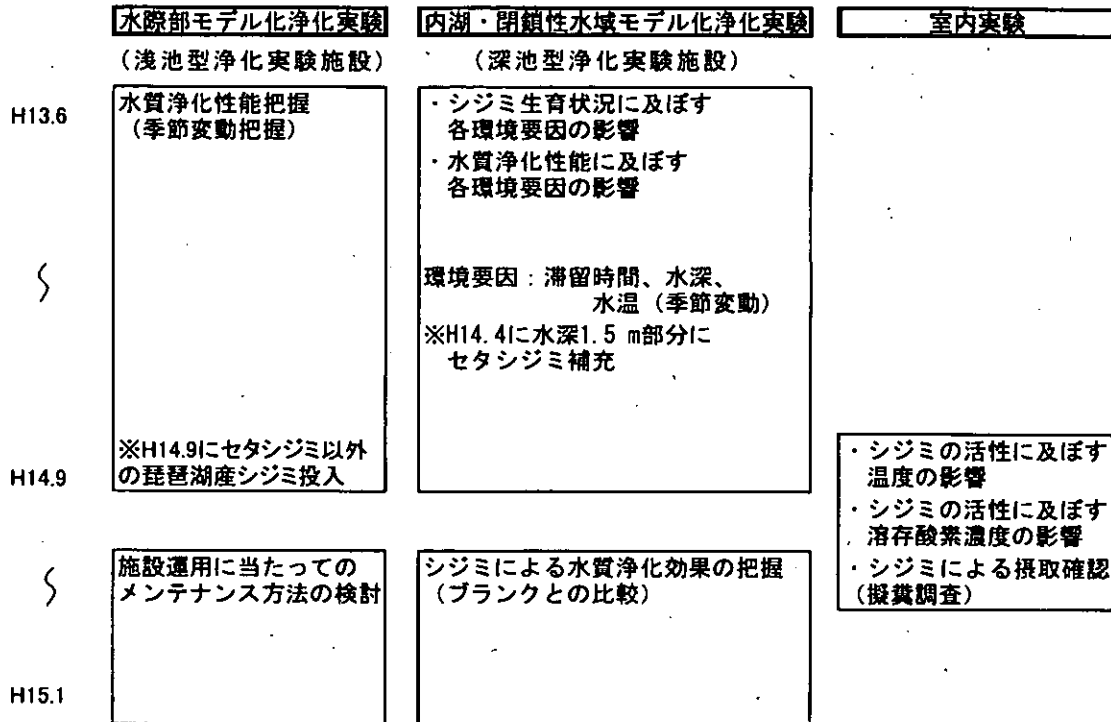 水際部モデル化浄化実験
内湖・閉鎖性水域モデル化浄化実験
室内実験
（浅池型浄化実験施設）
（深池型浄化実験施設）
H13.6
水質浄化性能把握
（季節変動把握）
・シジミ生育状況に及ぼす
各環境要因の影響
・水質浄化性能に及ぼす
各環境要因の影響
環境要因：滞留時間、水深、
水温（季節変動）
※H14.4に水深1.5 m部分に
セタシジミ補充
※H14.9にセタシジミ以外
の琵琶湖産シジミ投入
H14.9
・シジミの活性に及ぼす
温度の影響
・シジミの活性に及ぼす
溶存酸素濃度の影響
・シジミによる摂取確認
（擬糞調査）
施設運用に当たっての
メンテナンス方法の検討
シジミによる水質浄化効果の把握
（ブランクとの比較）
H15.1